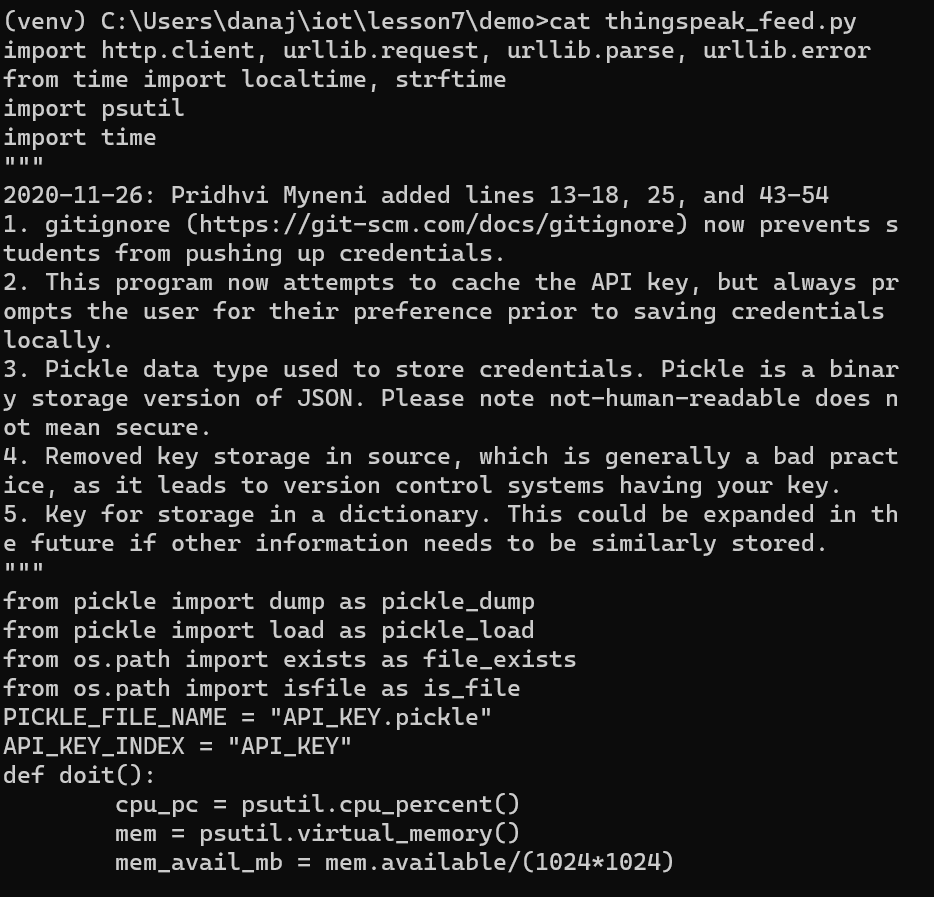 (venv) C:\Users\danaj\iot\lesson7\demo>cat thingspeak_feed.py
import http.client, urllib.request, urllib.parse, urllib.error
from time import localtime, strftime
import psutil
import time
"""
2020-11-26: Pridhvi Myneni added lines 13-18, 25, and 43-54
1. gitignore (https://git-scm.com/docs/gitignore) now prevents s
tudents from pushing up credentials.
2. This program now attempts to cache the API key, but always pr
ompts the user for their preference prior to saving credentials
locally.
3. Pickle data type used to store credentials. Pickle is a binar
y storage version of JSON. Please note not-human-readable does n
ot mean secure.
4. Removed key storage in source, which is generally a bad pract
ice, as it leads to version control systems having your key.
5. Key for storage in a dictionary. This could be expanded in th
e future if other information needs to be similarly stored.
"""
from pickle import dump as pickle_dump
from pickle import load as pickle_load
from os.path import exists as file_exists
from os.path import isfile as is_file
PICKLE_FILE_NAME = "API_KEY.pickle"
API_KEY_INDEX = "API_KEY"
def doit():
        cpu_pc = psutil.cpu_percent()
        mem = psutil.virtual_memory()
        mem_avail_mb = mem.available/(1024*1024)